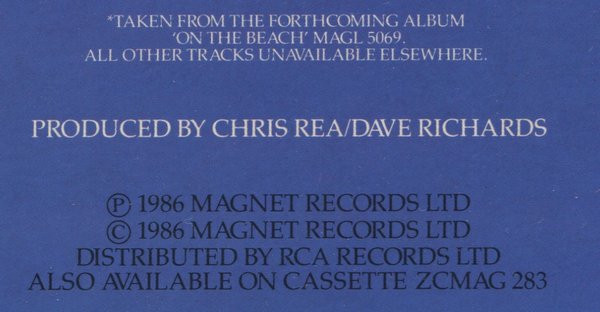 *TAKEN FROM THE FORTHCOMING ALBUM
'ON THE BEACH' MAGL 5069.
ALL OTHER TRACKS UNAVAILABLE ELSEWHERE.
PRODUCED BY CHRIS REA/DAVE RICHARDS
Ⓟ 1986 MAGNET RECORDS LTD
© 1986 MAGNET RECORDS LTD
DISTRIBUTED BY RCA RECORDS LTD
ALSO AVAILABLE ON CASSETTE ZCMAG 283